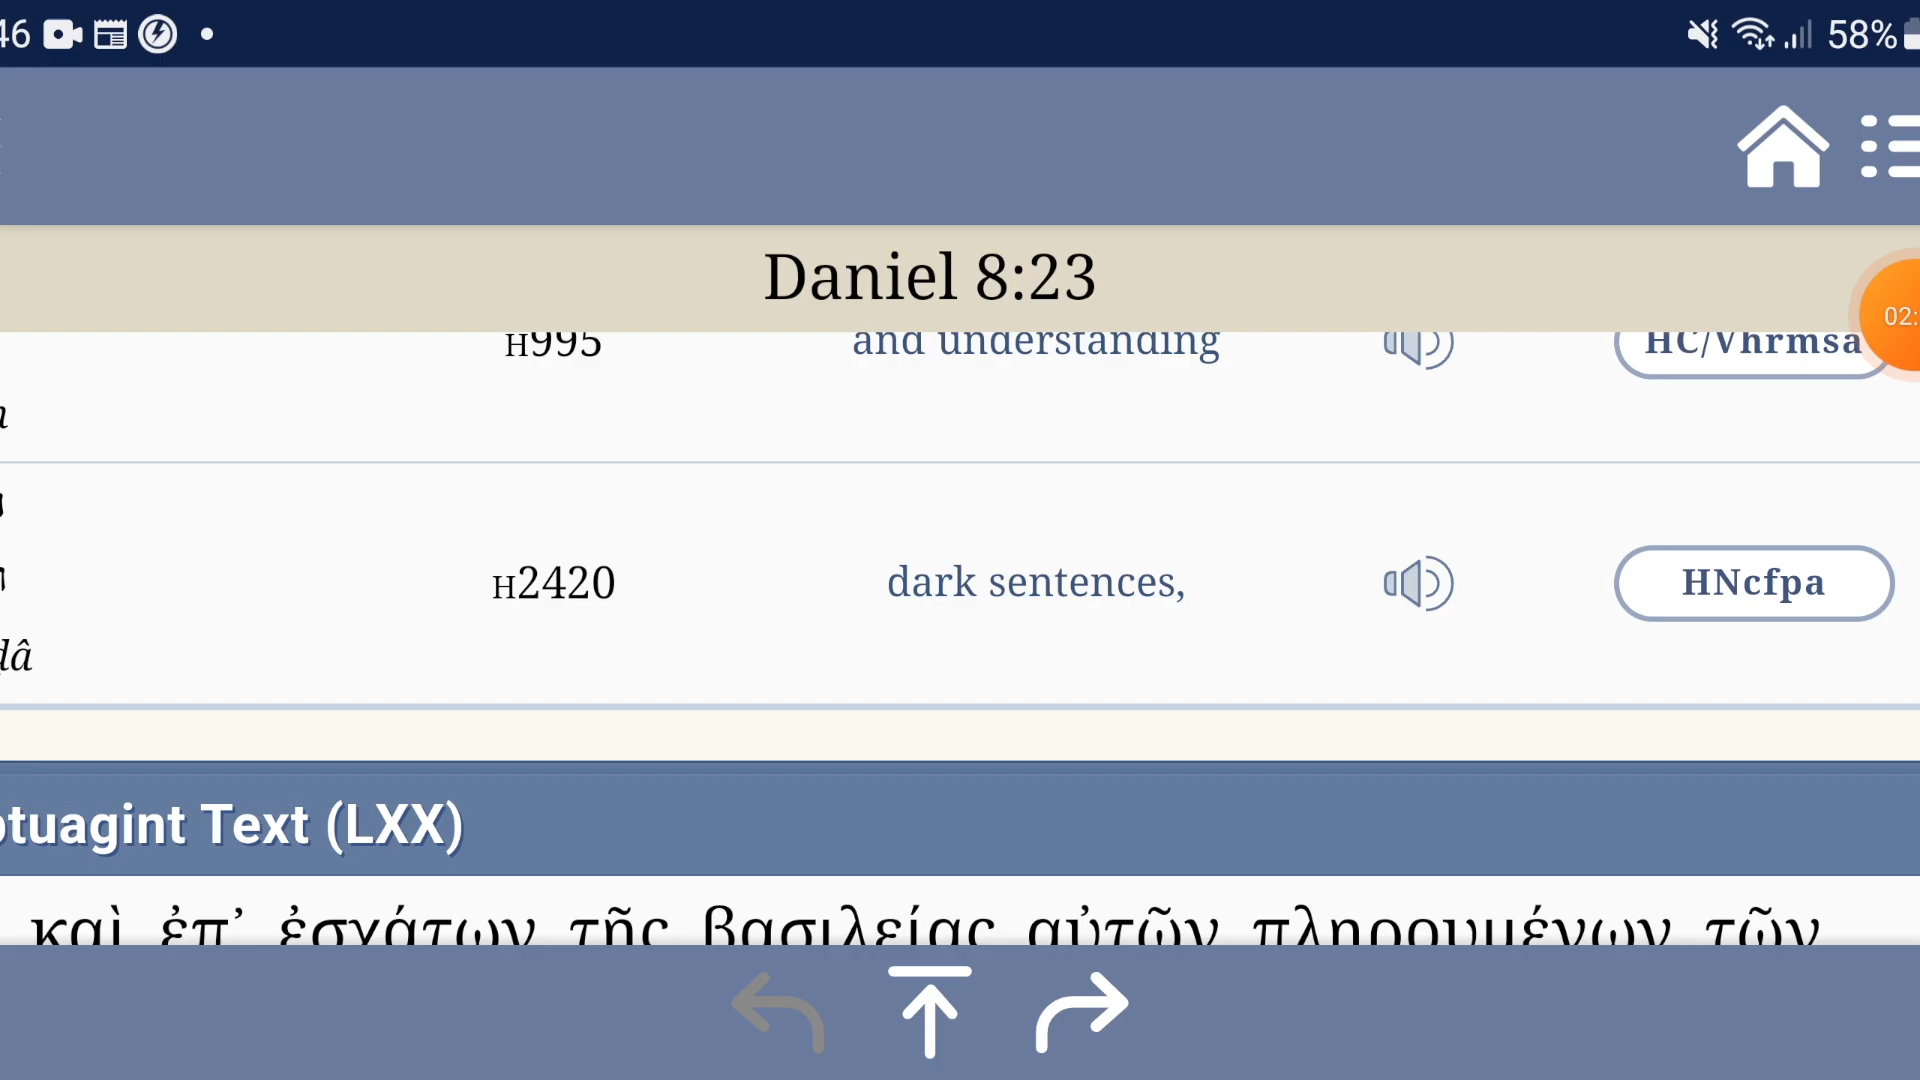 46 58%
Daniel 8:23
02:
H995 and understanding HC/Vhrmsa
H2420 dark sentences, HNcfpa
dâ
ptuagint Text (LXX)
καὶ ἐπ᾽ ἐσχάτων τῆς βασιλείας αὐτῶν πληρουμένων τῶν